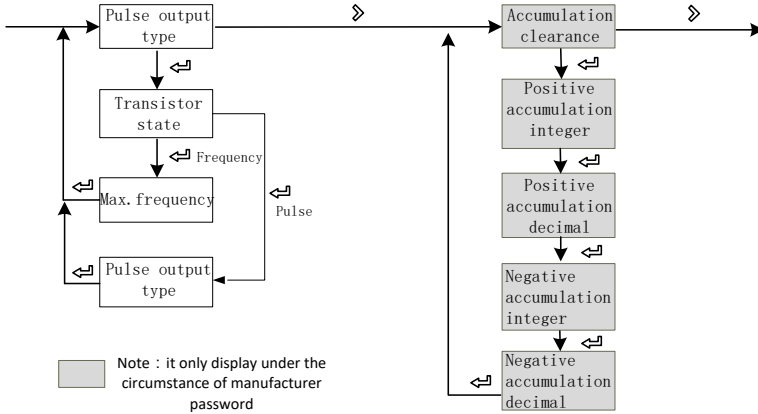 Pulse output
type
Transistor
state
Frequency
Max.frequency
Pulse
Pulse output
type
Accumulation
clearance
Positive
accumulation
integer
Positive
accumulation
decimal
Negative
accumulation
integer
Negative
accumulation
decimal
Note : it only display under the
circumstance of manufacturer
password